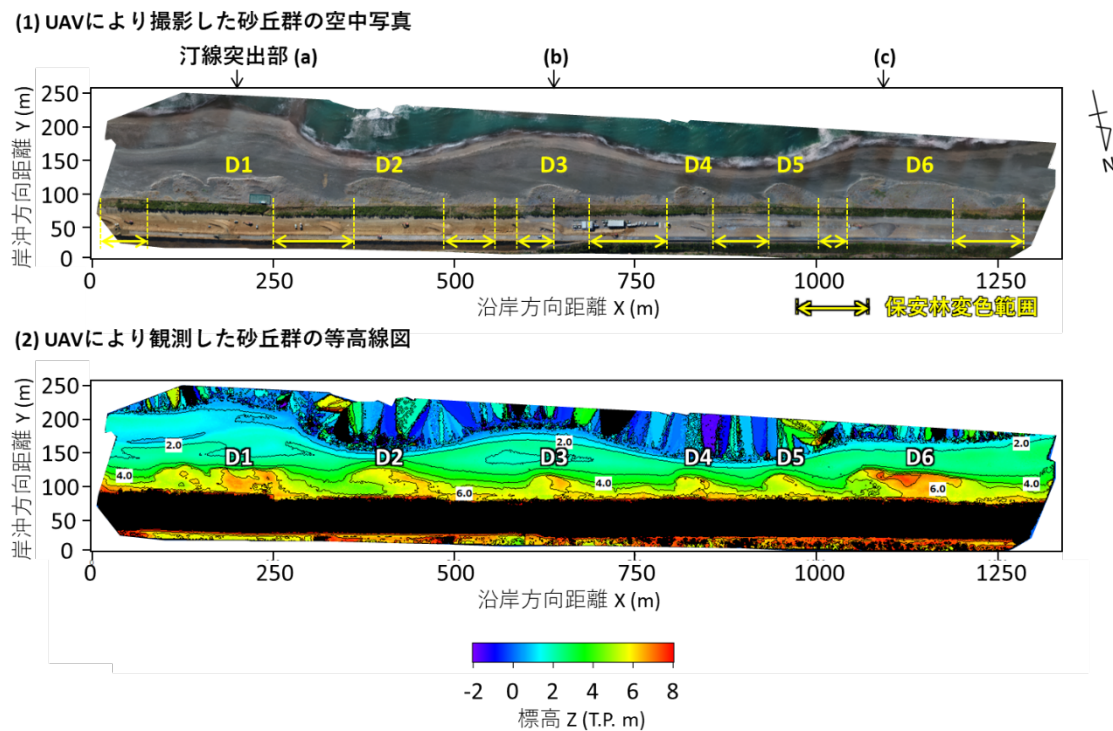 (1) UAVにより撮影した砂丘群の空中写真
汀線突出部 (a)
(b)
(c)
岸沖方向距離 Y (m)
250
200
150
100
50
0
D1
D2
D3
D4
D5
D6
N
0
250
500
750
1000
1250
沿岸方向距離 X (m)
保安林変色範囲
(2) UAVにより観測した砂丘群の等高線図
岸沖方向距離 Y (m)
250
200
150
100
50
0
2.0
2.0
2.0
D1
D2
D3
D4
D5
D6
4.0
6.0
4.0
6.0
4.0
0
250
500
750
1000
1250
沿岸方向距離 X (m)
-2
0
2
4
6
8
標高 Z (T.P. m)